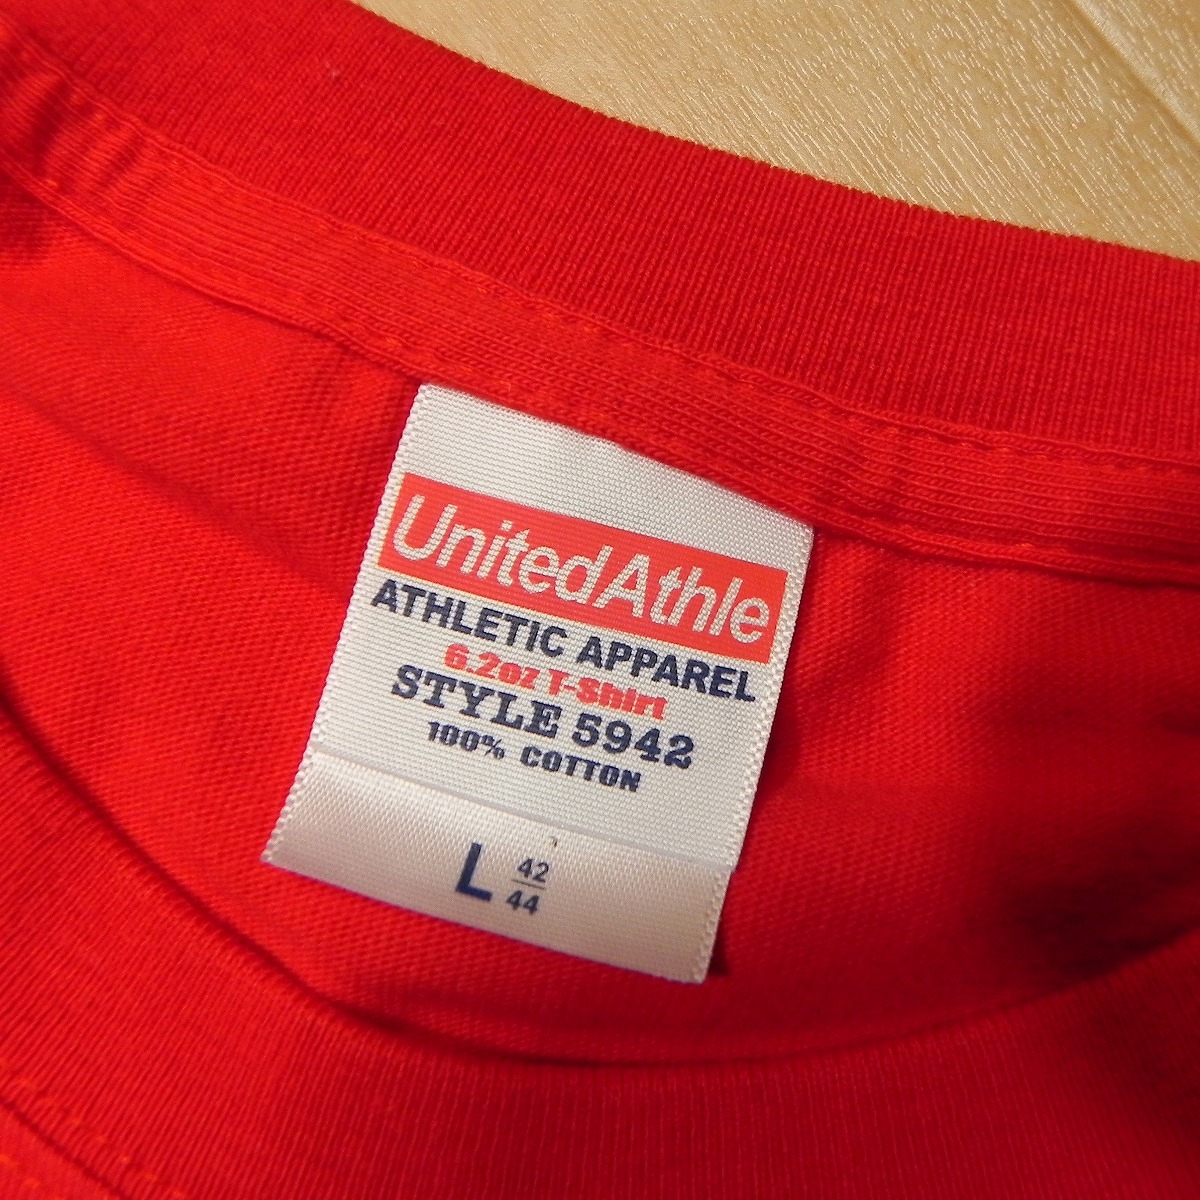 UnitedAthle
ATHLETIC APPAREL
6.2oz T-Shirt
STYLE 5942
100% COTTON
L 42
44